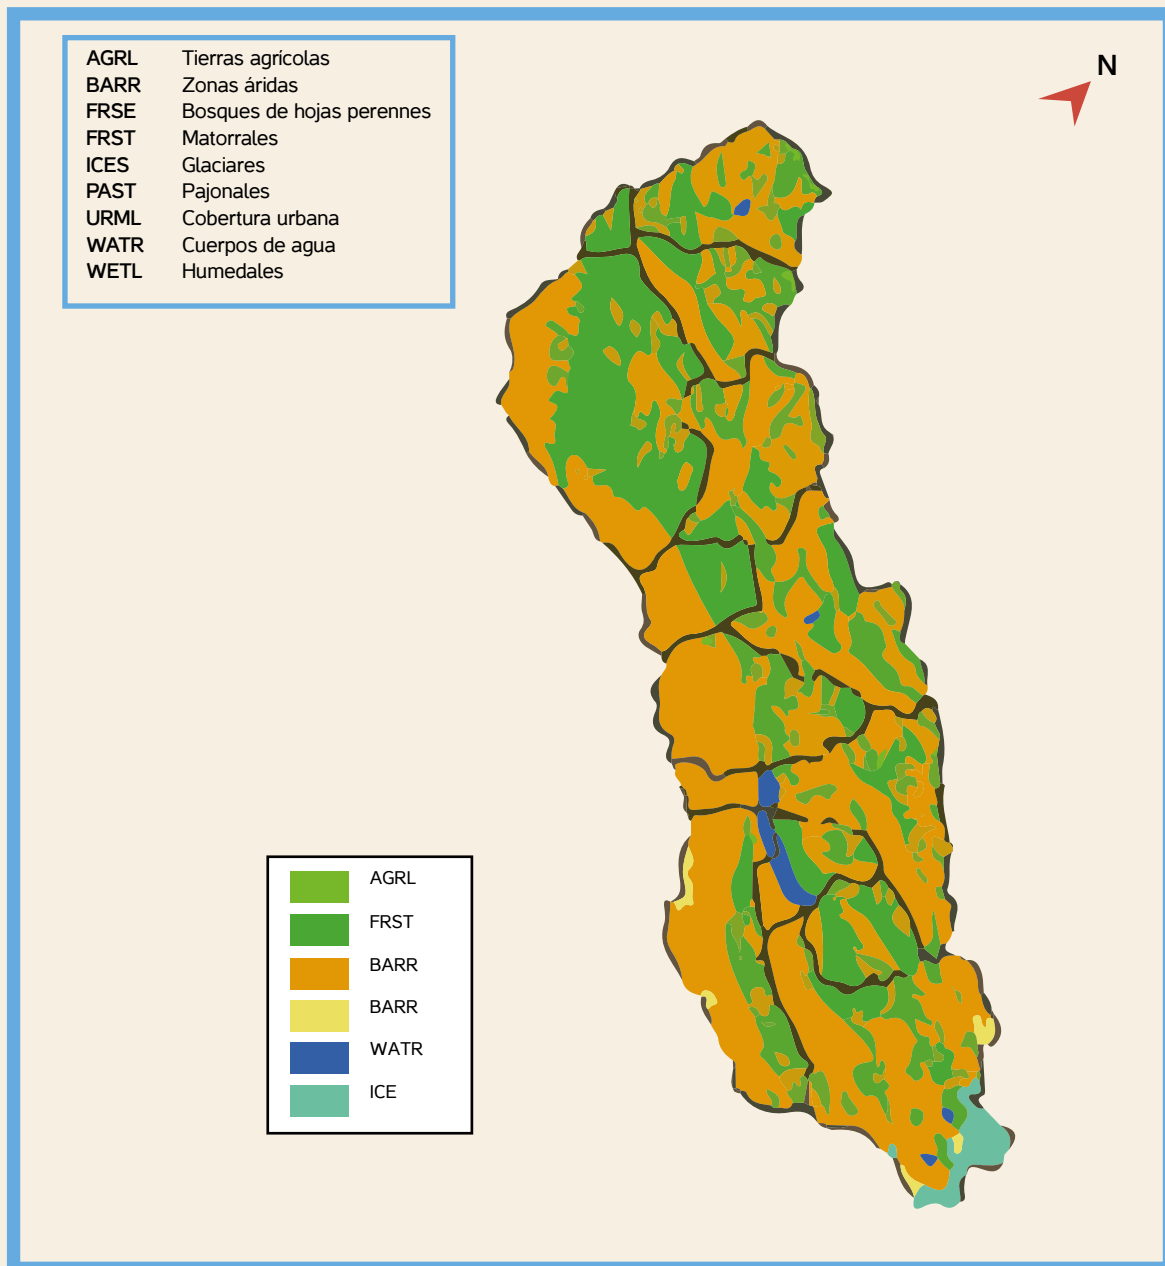 AGRL Tierras agrícolas
BARR Zonas áridas
FRSE Bosques de hojas perennes
FRST Matorrales
ICES Glaciares
PAST Pajonales
URML Cobertura urbana
WATR Cuerpos de agua
WETL Humedales
N
AGRL
FRST
BARR
BARR
WATR
ICE